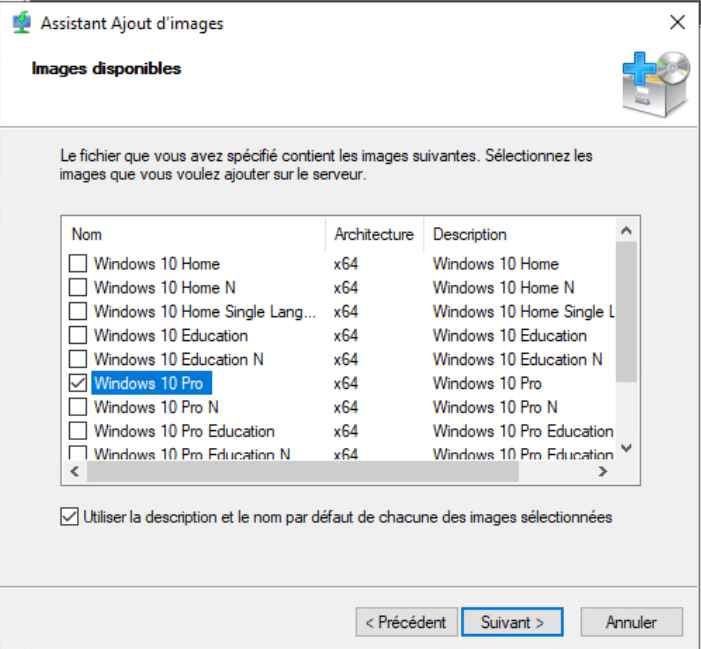 Assistant Ajout d'images
Images disponibles
Le fichier que vous avez spécifié contient les images suivantes. Sélectionnez les
images que vous voulez ajouter sur le serveur.
Nom Architecture Description
Windows 10 Home x64 Windows 10 Home
Windows 10 Home N x64 Windows 10 Home N
Windows 10 Home Single Lang... x64 Windows 10 Home Single L
Windows 10 Education x64 Windows 10 Education
Windows 10 Education N x64 Windows 10 Education N
Windows 10 Pro x64 Windows 10 Pro
Windows 10 Pro N x64 Windows 10 Pro N
Windows 10 Pro Education x64 Windows 10 Pro Education
Windows 10 Pro Education N x64 Windows 10 Pro Education
Utiliser la description et le nom par défaut de chacune des images sélectionnées
< Précédent Suivant > Annuler